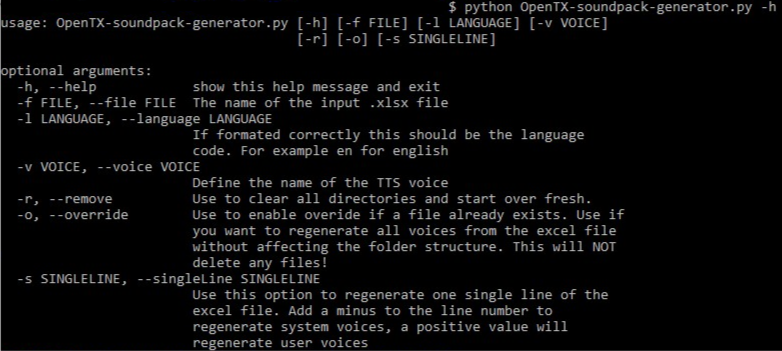 $ python OpenTX-soundpack-generator.py -h
usage: OpenTX-soundpack-generator.py [-h] [-f FILE] [-l LANGUAGE] [-v VOICE]
[-r] [-o] [-s SINGLELINE]
optional arguments:
-h, --help show this help message and exit
-f FILE, --file FILE The name of the input .xlsx file
-l LANGUAGE, --language LANGUAGE
If formated correctly this should be the language
code. For example en for english
-v VOICE, --voice VOICE
Define the name of the TTS voice
-r, --remove Use to clear all directories and start over fresh.
-o, --override Use to enable overide if a file already exists. Use if
you want to regenerate all voices from the excel file
without affecting the folder structure. This will NOT
delete any files!
-s SINGLELINE, --singleLine SINGLELINE
Use this option to regenerate one single line of the
excel file. Add a minus to the line number to
regenerate system voices, a positive value will
regenerate user voices